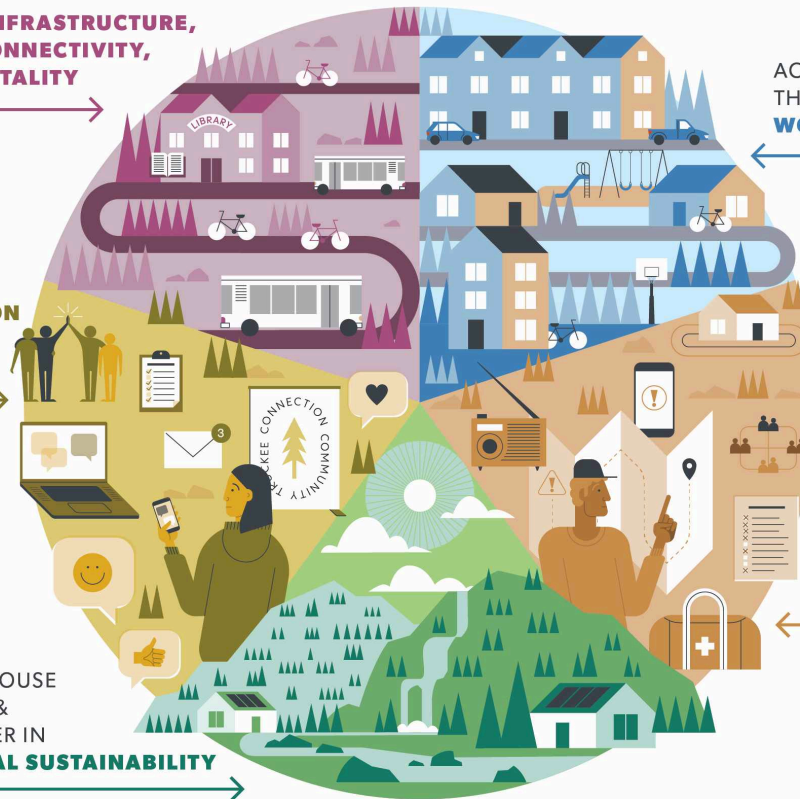 NFRASTRUCTURE,
ONNECTIVITY,
TALITY
LIBRARY
AC
TH
WO
ON
3
TRUCKEE CONNECTION COMMUNITY
OUSE
&
ER IN
AL SUSTAINABILITY